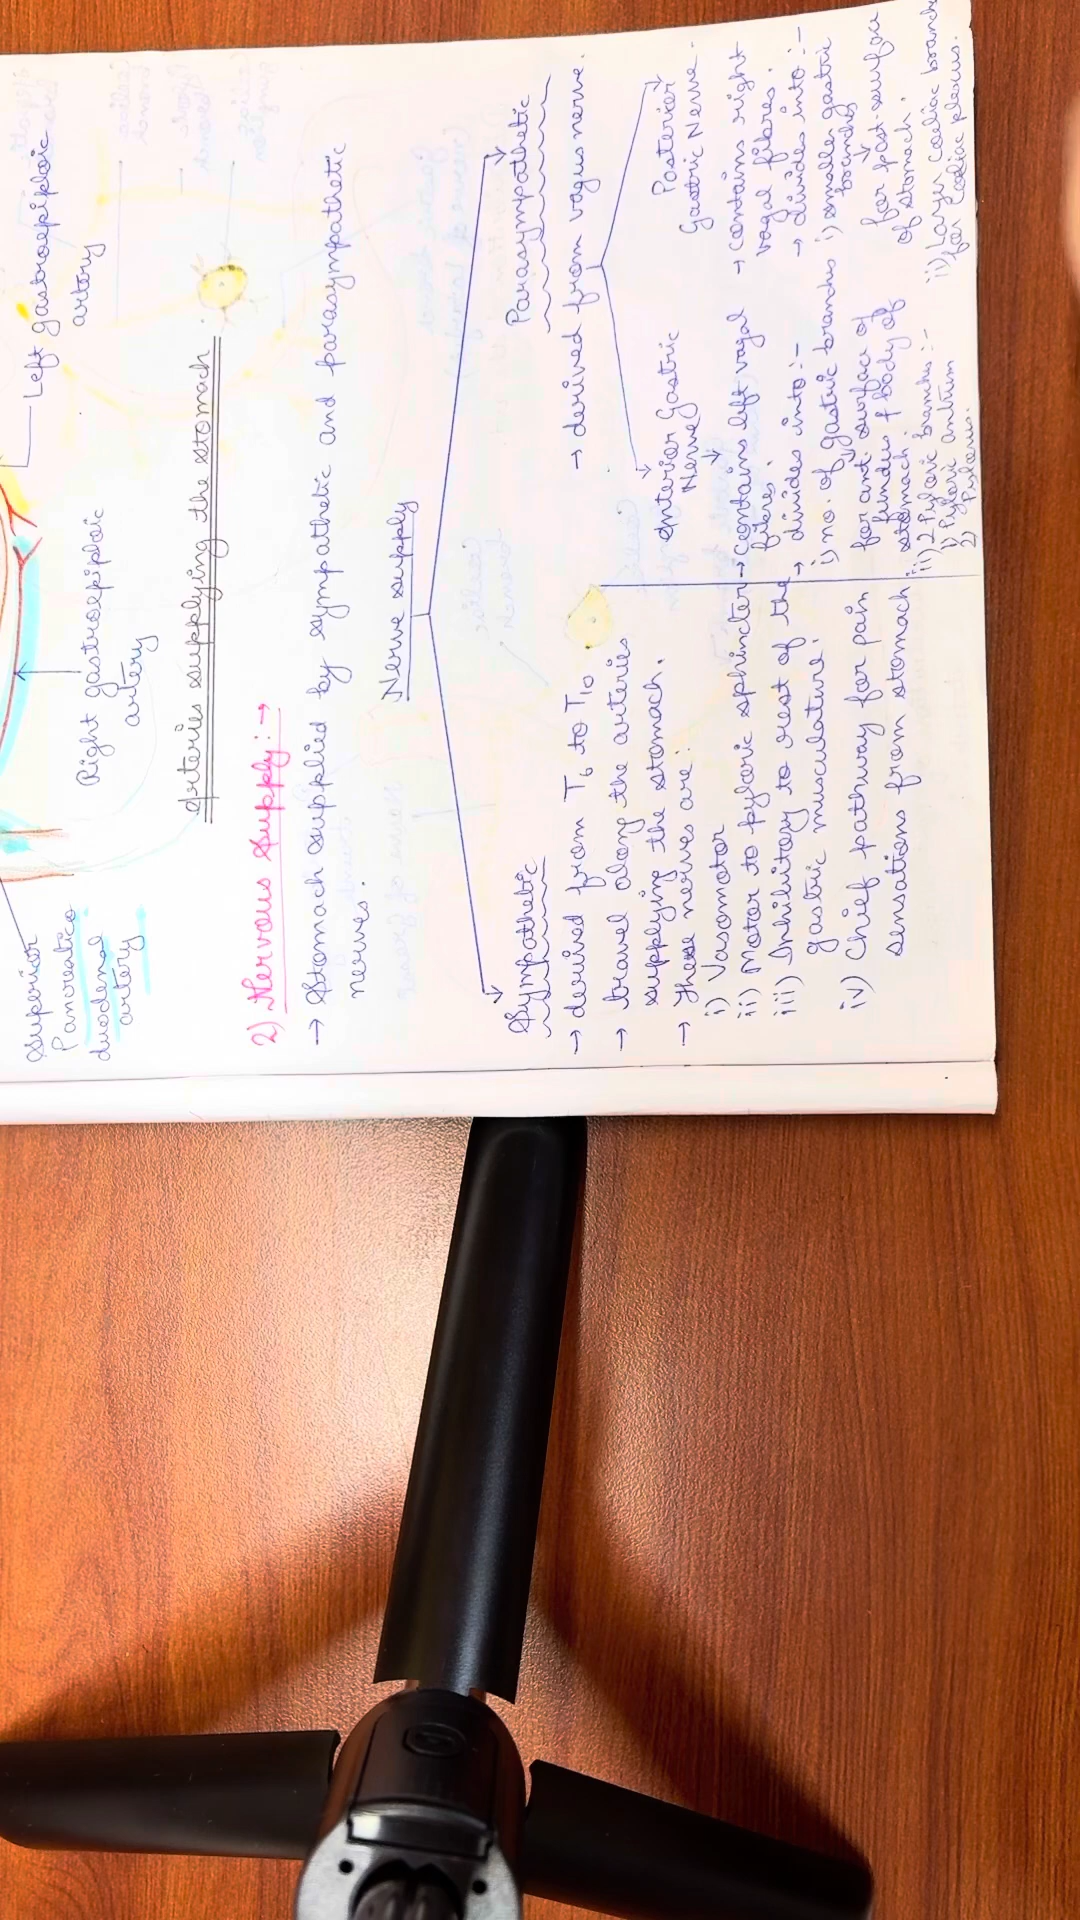 Left gastroepiploic
artery
Right gastroepiploic
artery
Superior
Pancreatico
duodenal
artery
Arteries supplying the stomach.
2) Nervous Supply : →
→ Stomach supplied by sympathetic and parasympathetic
nerves.
Nerve supply
Sympathetic
→ derived from T6 to T10
→ travel along the arteries
supplying the stomach.
→ These nerves are :
i) Vasomotor
ii) Motor to pyloric sphincter
iii) Inhibitory to rest of the
gastric musculature.
iv) Chief pathway for pain
sensations from stomach
Parasympathetic
→ derived from vagus nerve.
Anterior Gastric
Nerve
→ Contains left vagal
fibres.
→ divides into :-
i) no. of gastric branches
for ant. surface of
fundus & body of
stomach.
ii) 2 Pyloric branchs :-
1) Pyloric antrum
2) Pylorus.
Posterior
Gastric Nerve.
→ contains right
vagal fibres.
→ divides into :-
i) smaller gastric
branchs
for post. surface
of stomach.
ii) Larger coeliac branchs
for coeliac plexus.